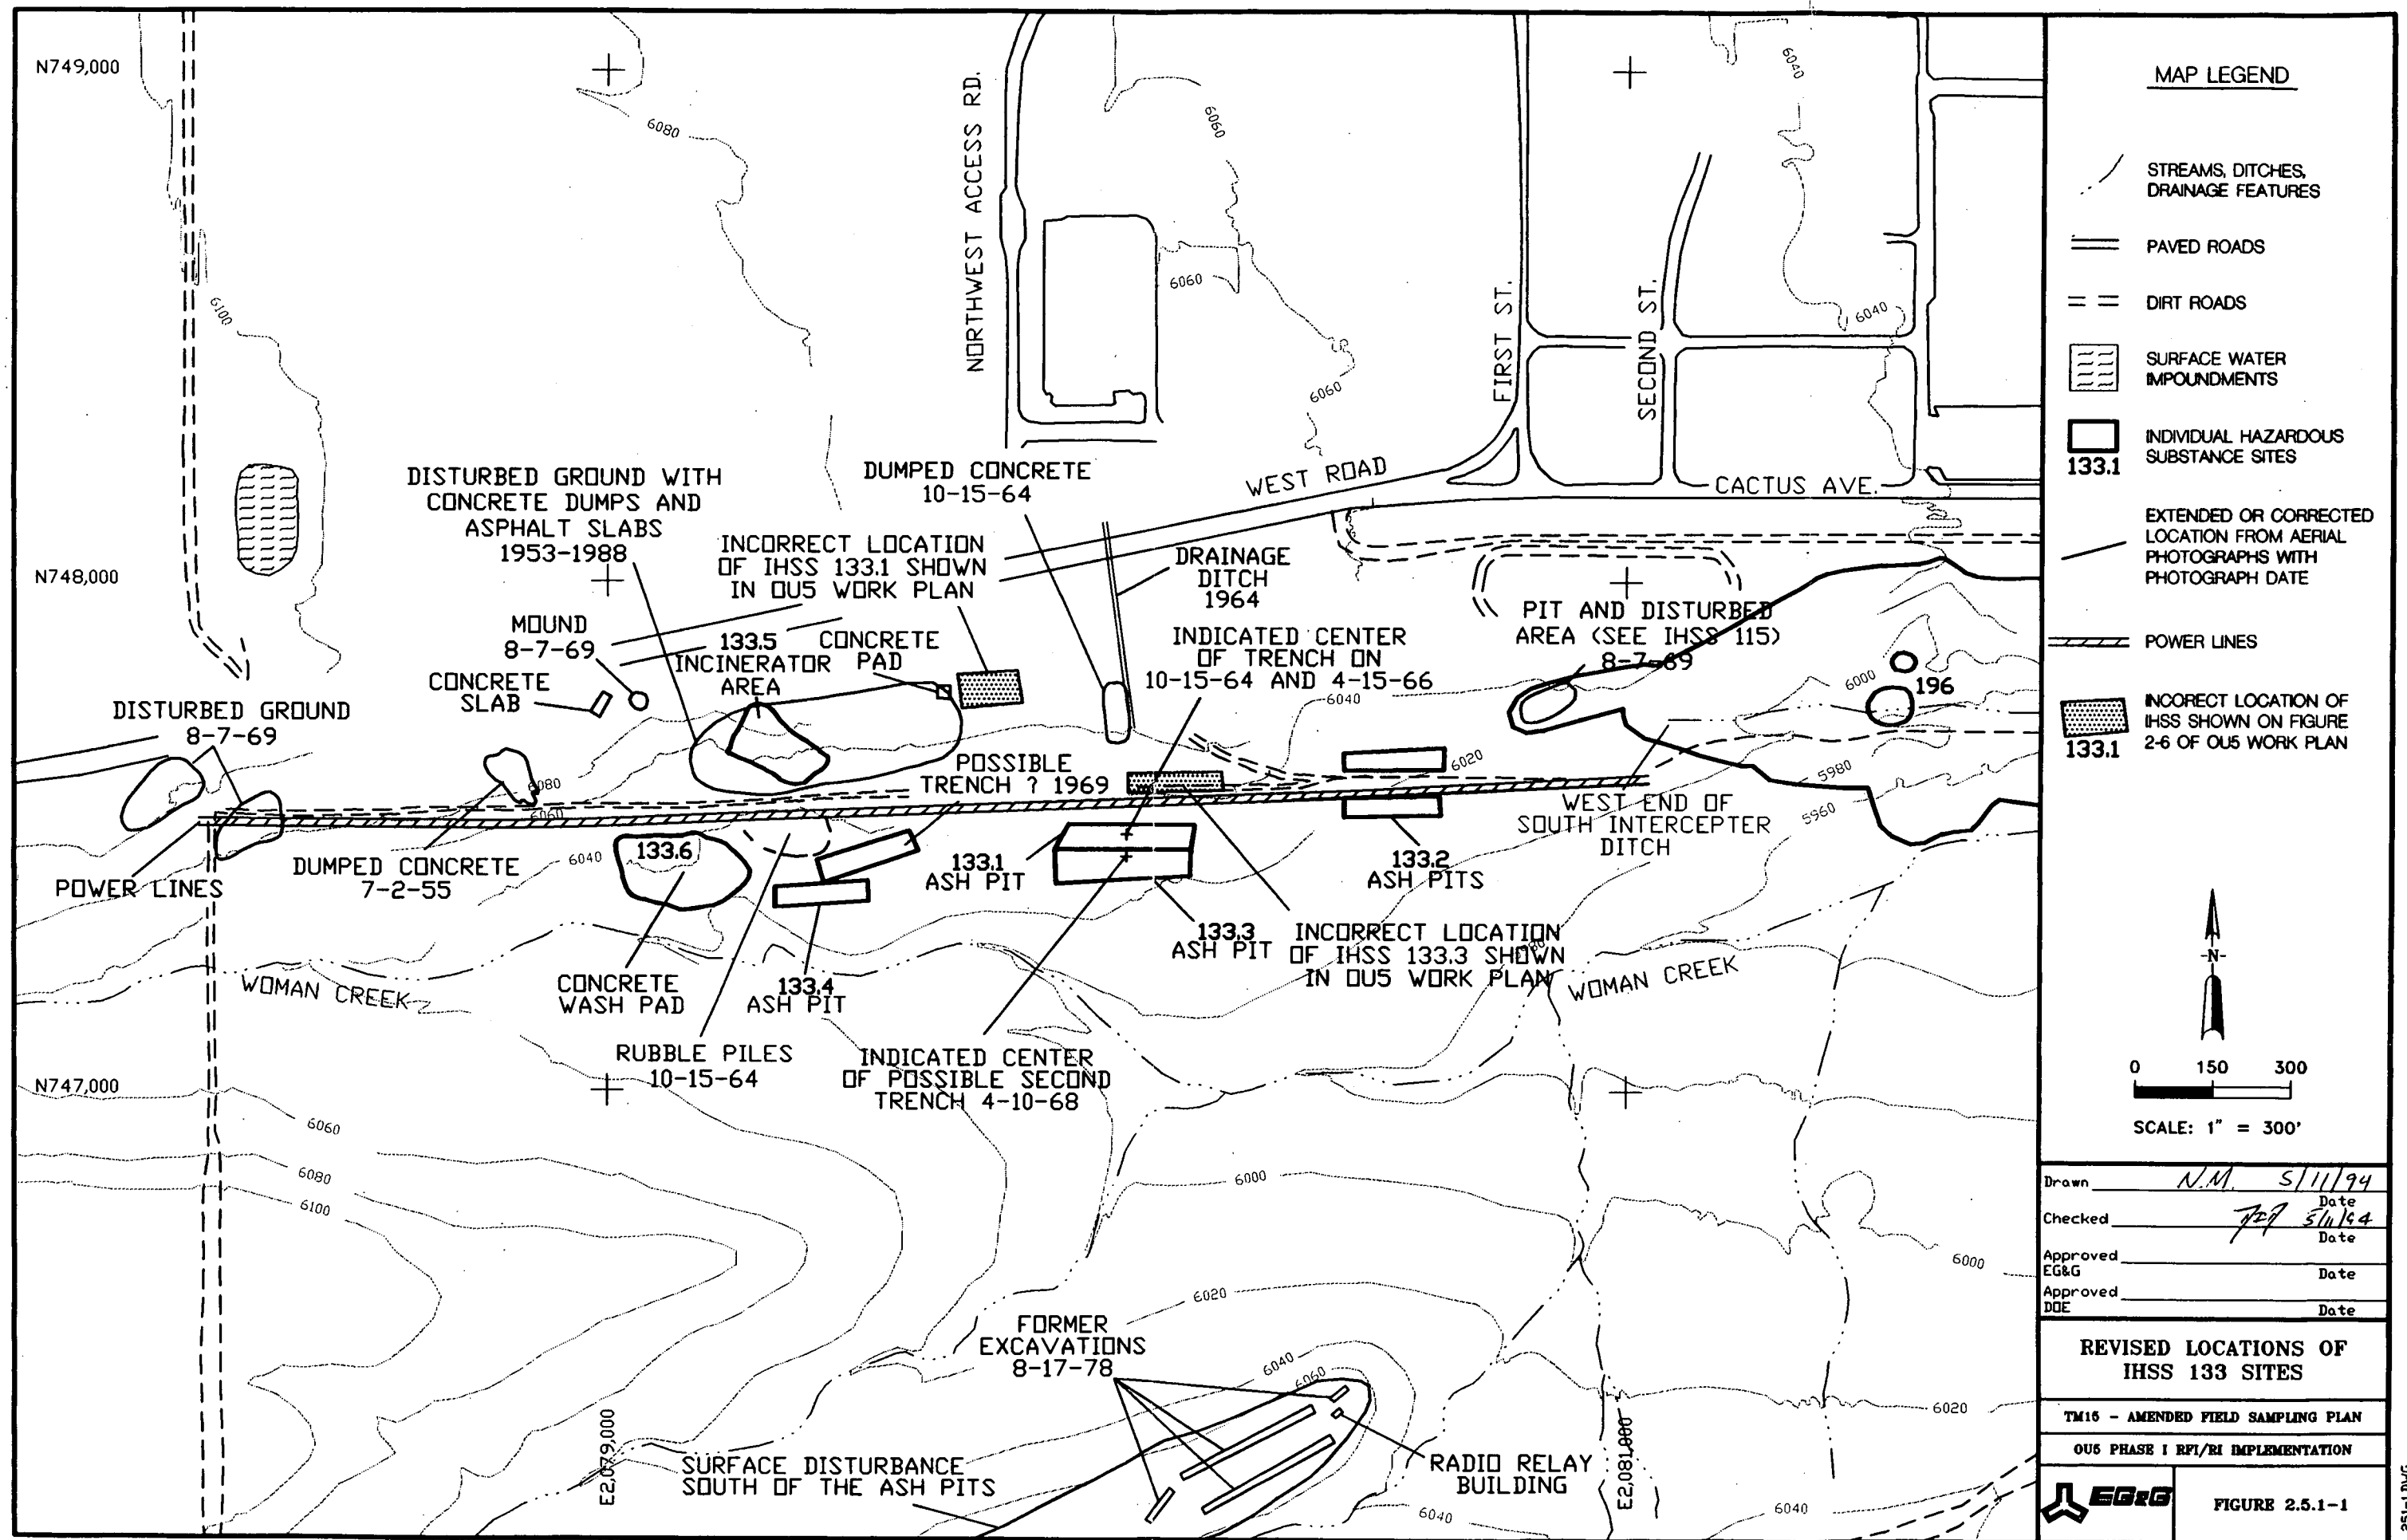 N749,000
6080
6060
6040
NORTHWEST ACCESS RD.
6100
6060
6040
FIRST ST.
SECOND ST.
6060
DISTURBED GROUND WITH
CONCRETE DUMPS AND
ASPHALT SLABS
1953-1988
DUMPED CONCRETE
10-15-64
WEST ROAD
CACTUS AVE.
INCORRECT LOCATION
OF IHSS 133.1 SHOWN
IN OU5 WORK PLAN
N748,000
DRAINAGE
DITCH
1964
MOUND
8-7-69
133.5
INCINERATOR
AREA
CONCRETE
PAD
INDICATED CENTER
OF TRENCH ON
10-15-64 AND 4-15-66
PIT AND DISTURBED
AREA (SEE IHSS 115)
8-7-69
CONCRETE
SLAB
6040
6000
196
DISTURBED GROUND
8-7-69
POSSIBLE
TRENCH ? 1969
6020
5980
6080
6060
WEST END OF
SOUTH INTERCEPTER
DITCH
5960
6040
133.6
133.1
ASH PIT
133.2
ASH PITS
POWER LINES
DUMPED CONCRETE
7-2-55
133.3
ASH PIT
INCORRECT LOCATION
OF IHSS 133.3 SHOWN
IN OU5 WORK PLAN
WOMAN CREEK
CONCRETE
WASH PAD
133.4
ASH PIT
5980
WOMAN CREEK
RUBBLE PILES
10-15-64
INDICATED CENTER
OF POSSIBLE SECOND
TRENCH 4-10-68
N747,000
6060
6080
6100
6000
6000
6020
FORMER
EXCAVATIONS
8-17-78
6040
6060
6020
E2,079,000
SURFACE DISTURBANCE
SOUTH OF THE ASH PITS
RADIO RELAY
BUILDING
E2,081,000
6040
6040
MAP LEGEND
STREAMS, DITCHES,
DRAINAGE FEATURES
PAVED ROADS
DIRT ROADS
SURFACE WATER
IMPOUNDMENTS
133.1
INDIVIDUAL HAZARDOUS
SUBSTANCE SITES
EXTENDED OR CORRECTED
LOCATION FROM AERIAL
PHOTOGRAPHS WITH
PHOTOGRAPH DATE
POWER LINES
133.1
INCORECT LOCATION OF
IHSS SHOWN ON FIGURE
2-6 OF OU5 WORK PLAN
-N-
0 150 300
SCALE: 1" = 300'
Drawn N.M. 5/11/94
Date
Checked 5/11/94
Date
Approved
EG&G Date
Approved
DOE Date
REVISED LOCATIONS OF
IHSS 133 SITES
TM15 - AMENDED FIELD SAMPLING PLAN
OU5 PHASE I RFI/RI IMPLEMENTATION
EG&G
FIGURE 2.5.1-1